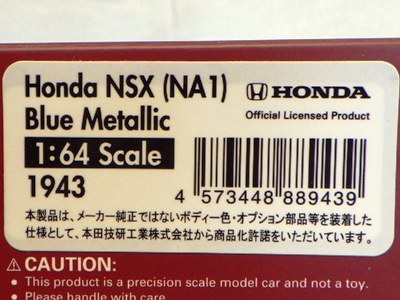 Honda NSX (NA1)
HONDA
Blue Metallic
Official Licensed Product
1:64 Scale
1943
4 573448 889439
本製品は、メーカー純正ではないボディー色・オプション部品等を装着した
仕様として、本田技研工業株式会社から商品化許諾をいただいています。
⚠CAUTION:
• This product is a precision scale model car and not a toy.
• Please handle with care.